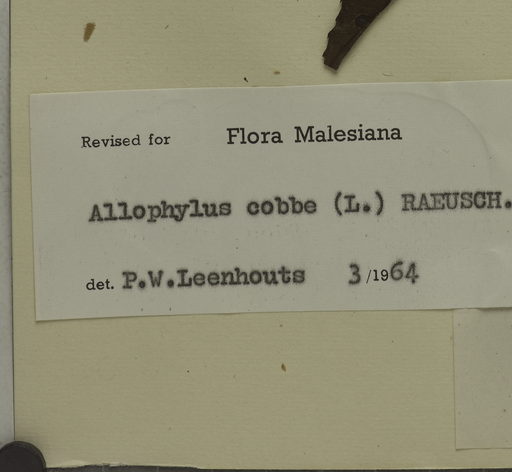 Revised for Flora Malesiana
Allophylus cobbe (L.) RAEUSCH.
det. P.W.Leenhouts 3/1964